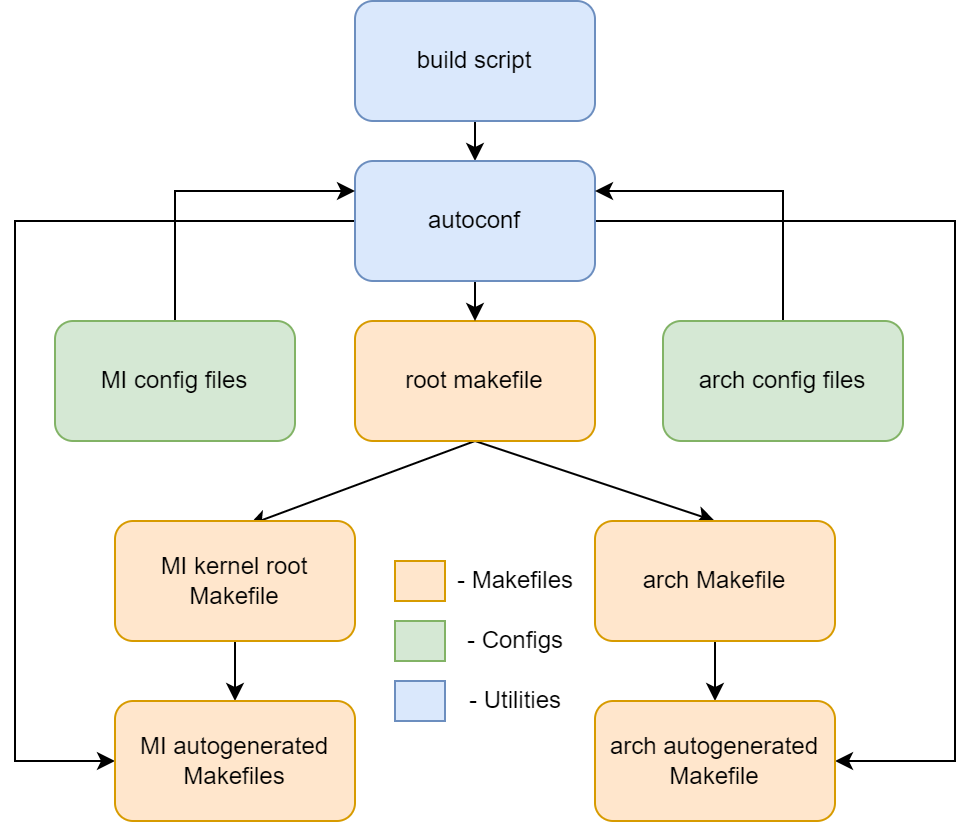 build script
autoconf
MI config files
root makefile
arch config files
MI kernel root
Makefile
- Makefiles
- Configs
- Utilities
arch Makefile
MI autogenerated
Makefiles
arch autogenerated
Makefile